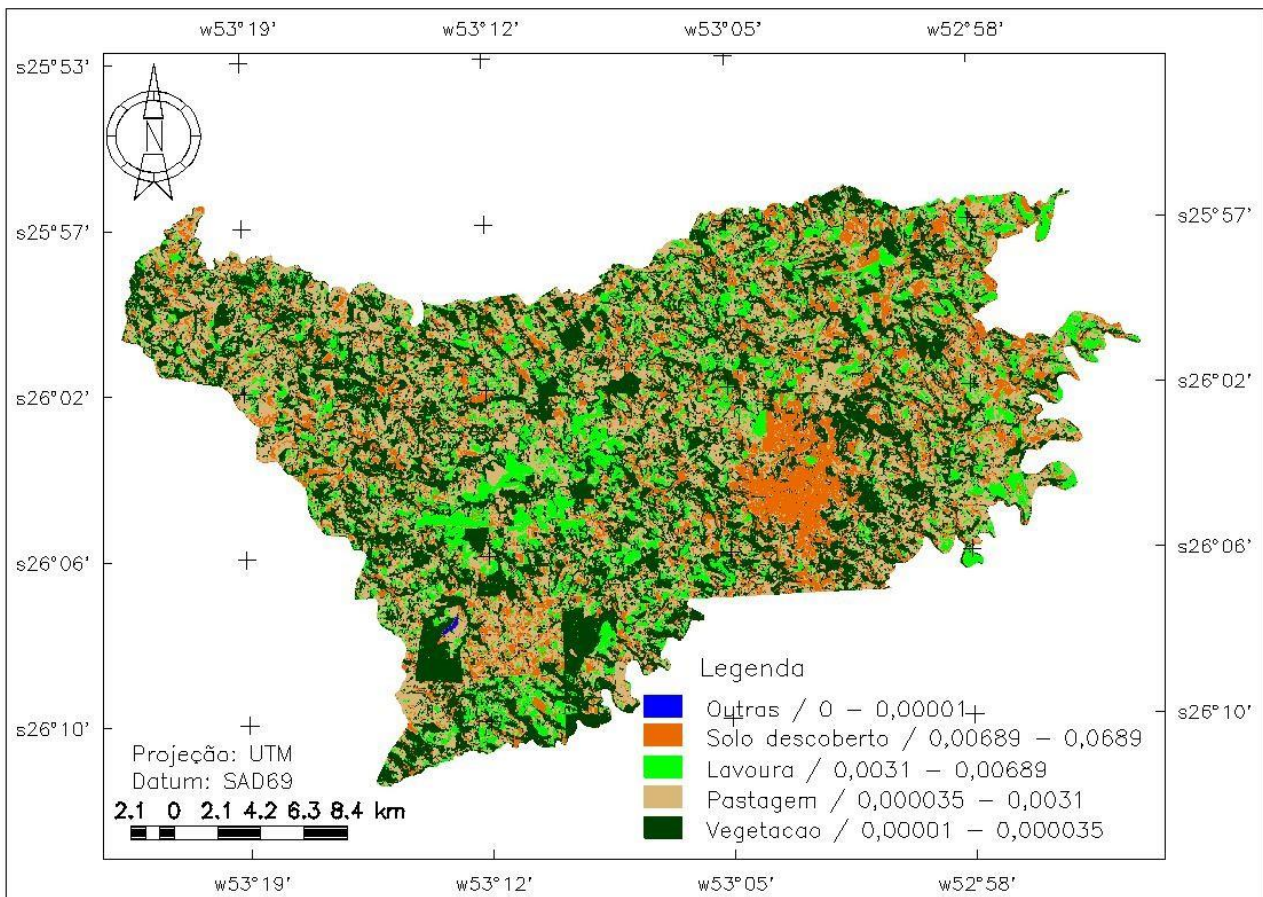 w53°19' w53°12' w53°05' w52°58'
s25°53'
N
s25°57' s25°57'
s26°02' s26°02'
s26°06' s26°06'
Legenda
Outras / 0 - 0,00001
s26°10' s26°10'
Solo descoberto / 0,00689 - 0,0689
Projeção: UTM
Lavoura / 0,0031 - 0,00689
Datum: SAD69
Pastagem / 0,000035 - 0,0031
2.1 0 2.1 4.2 6.3 8.4 km
Vegetacao / 0,00001 - 0,000035
w53°19' w53°12' w53°05' w52°58'